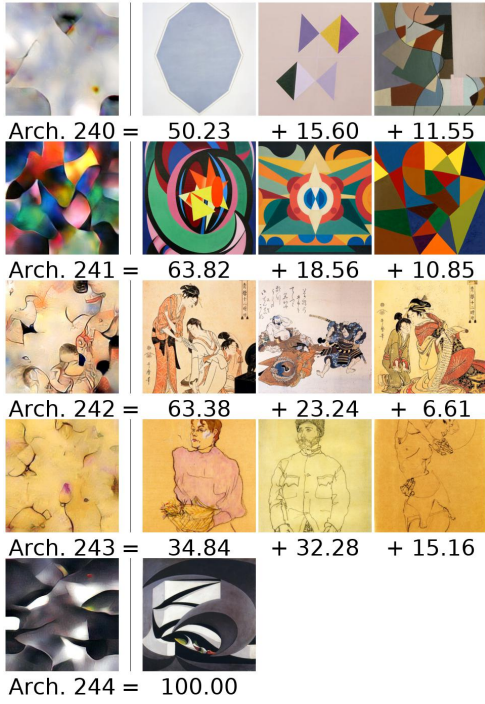 Arch. 240 = 50.23 + 15.60 + 11.55
Arch. 241 = 63.82 + 18.56 + 10.85
Arch. 242 = 63.38 + 23.24 + 6.61
Arch. 243 = 34.84 + 32.28 + 15.16
Arch. 244 = 100.00